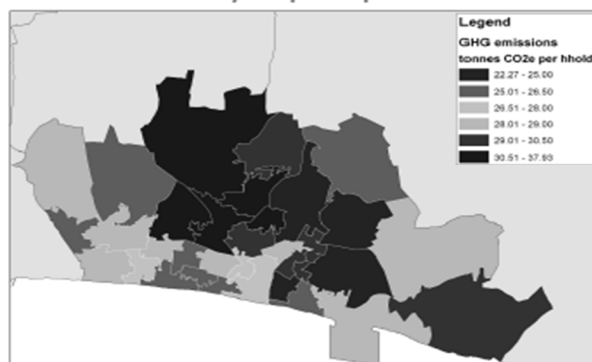 Legend
GHG emissions
tonnes CO2e per hhold
22.27 - 25.00
25.01 - 26.50
26.51 - 28.00
28.01 - 29.00
29.01 - 30.50
30.51 - 37.93